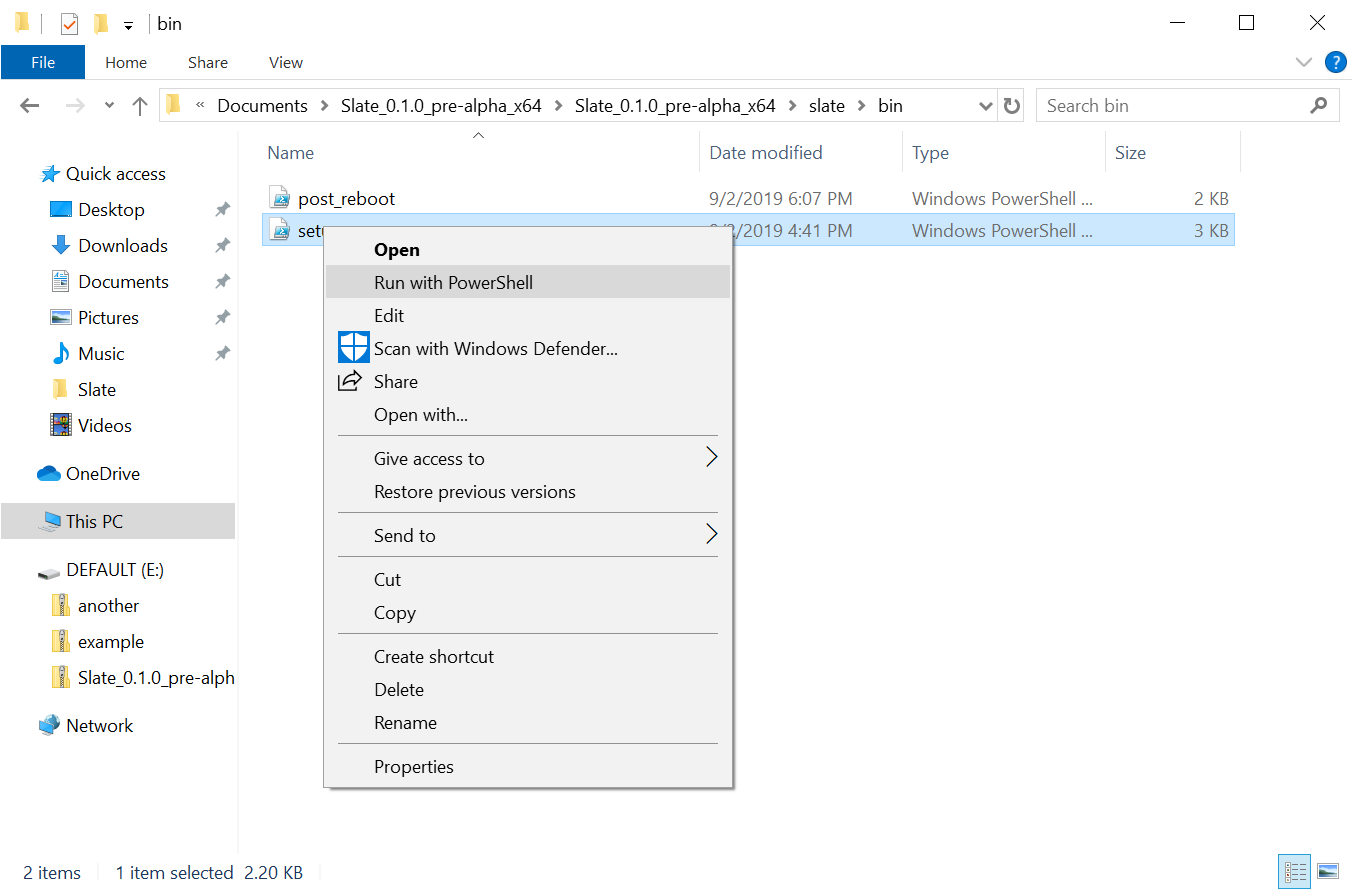 bin
File Home Share View ?
« Documents Slate_0.1.0_pre-alpha_x64 Slate_0.1.0_pre-alpha_x64 slate bin Search bin
Name Date modified Type Size
post_reboot 9/2/2019 6:07 PM Windows PowerShell ... 2 KB
/2/2019 4:41 PM Windows PowerShell ... 3 KB
Quick access
Desktop
Downloads
Documents
Pictures
Music
Slate
Videos
OneDrive
This PC
DEFAULT (E:)
another
example
Slate_0.1.0_pre-alph
Network
Open
Run with PowerShell
Edit
Scan with Windows Defender...
Share
Open with...
Give access to
Restore previous versions
Send to
Cut
Copy
Create shortcut
Delete
Rename
Properties
2 items 1 item selected 2.20 KB